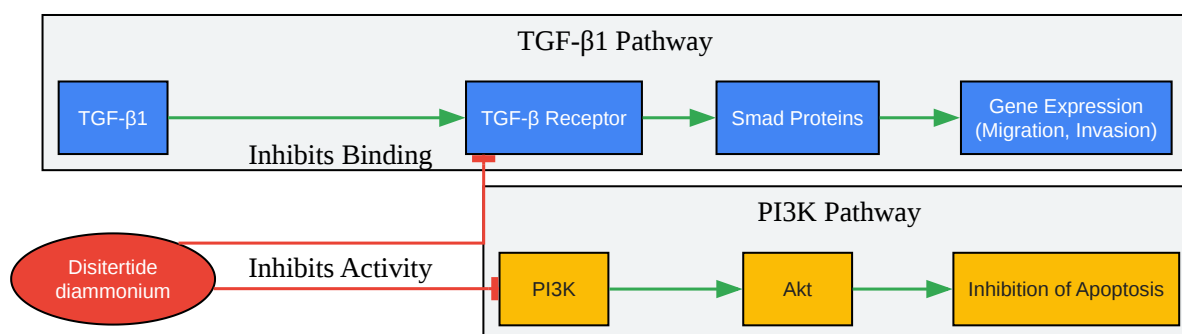 TGF-β1 Pathway
TGF-β1
TGF-β Receptor
Smad Proteins
Gene Expression
(Migration, Invasion)
Inhibits Binding
PI3K Pathway
Disitertide
diammonium
Inhibits Activity
PI3K
Akt
Inhibition of Apoptosis